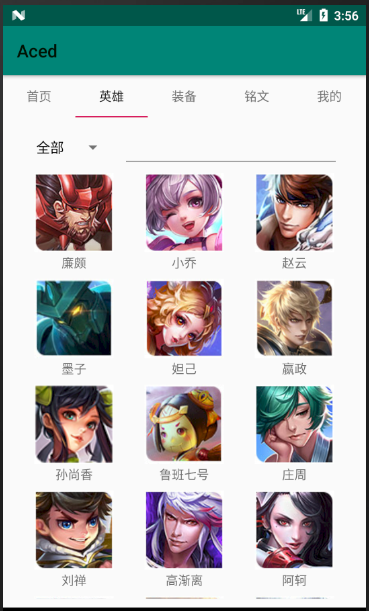 LTE 3:56
Aced
首页 英雄 装备 铭文 我的
全部
廉颇 小乔 赵云
墨子 妲己 嬴政
孙尚香 鲁班七号 庄周
刘禅 高渐离 阿轲